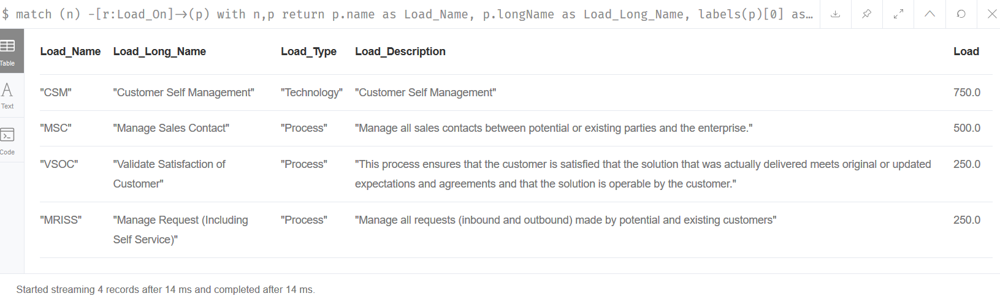 $ match (n) -[r:Load_On]->(p) with n,p return p.name as Load_Name, p.longName as Load_Long_Name, labels(p)[0] as…
Table
Text
Code
Load_Name Load_Long_Name Load_Type Load_Description Load
"CSM" "Customer Self Management" "Technology" "Customer Self Management" 750.0
"MSC" "Manage Sales Contact" "Process" "Manage all sales contacts between potential or existing parties and the enterprise." 500.0
"VSOC" "Validate Satisfaction of "Process" "This process ensures that the customer is satisfied that the solution that was actually delivered meets original or updated 250.0
Customer" expectations and agreements and that the solution is operable by the customer."
"MRISS" "Manage Request (Including "Process" "Manage all requests (inbound and outbound) made by potential and existing customers" 250.0
Self Service)"
Started streaming 4 records after 14 ms and completed after 14 ms.